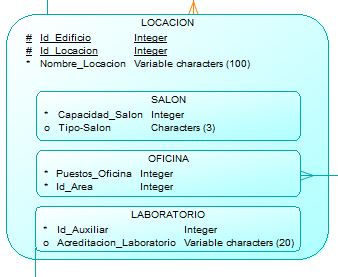 LOCACION
# Id_Edificio Integer
# Id_Locacion Integer
* Nombre_Locacion Variable characters (100)
SALON
* Capacidad_Salon Integer
o Tipo-Salon Characters (3)
OFICINA
* Puestos_Oficina Integer
* Id_Area Integer
LABORATORIO
* Id_Auxiliar Integer
o Acreditacion_Laboratorio Variable characters (20)